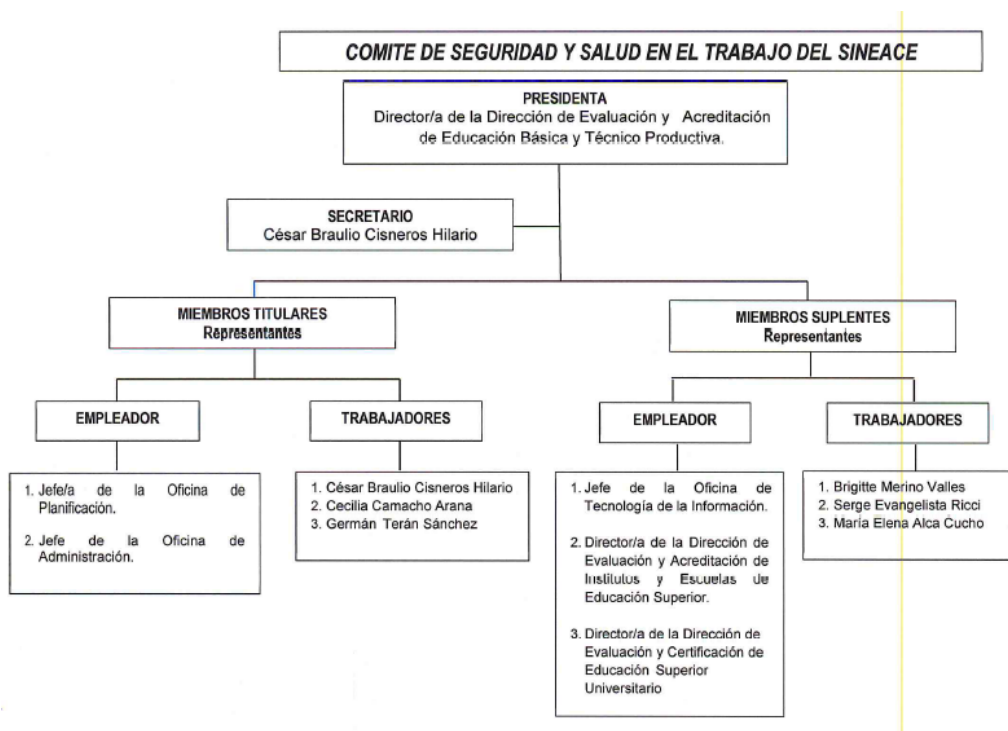 COMITE DE SEGURIDAD Y SALUD EN EL TRABAJO DEL SINEACE
PRESIDENTA
Director/a de la Dirección de Evaluación y Acreditación
de Educación Básica y Técnico Productiva.
SECRETARIO
César Braulio Cisneros Hilario
MIEMBROS TITULARES
Representantes
EMPLEADOR
1. Jefe/a de la Oficina de
Planificación.
2. Jefe de la Oficina de
Administración.
TRABAJADORES
1. César Braulio Cisneros Hilario
2. Cecilia Camacho Arana
3. Germán Terán Sánchez
MIEMBROS SUPLENTES
Representantes
EMPLEADOR
1. Jefe de la Oficina de
Tecnología de la Información.
2. Director/a de la Dirección de
Evaluación y Acreditación de
Institutos y Escuelas de
Educación Superior.
3. Director/a de la Dirección de
Evaluación y Certificación de
Educación Superior
Universitario
TRABAJADORES
1. Brigitte Merino Valles
2. Serge Evangelista Ricci
3. María Elena Alca Cucho